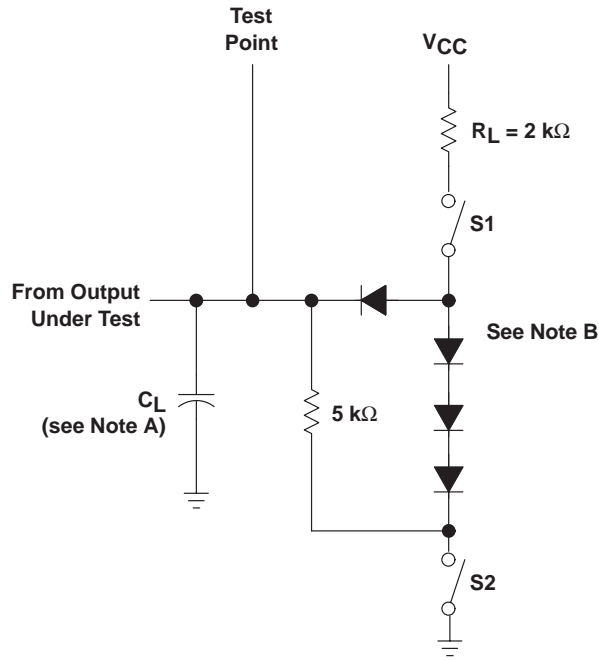 Test
Point
VCC
RL = 2 kΩ
S1
From Output
Under Test
See Note B
CL
(see Note A)
5 kΩ
S2